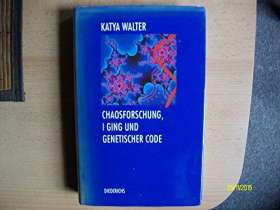 KATYA WALTER
CHAOSFORSCHUNG,
I GING UND
GENETISCHER CODE
DIEDERICHS